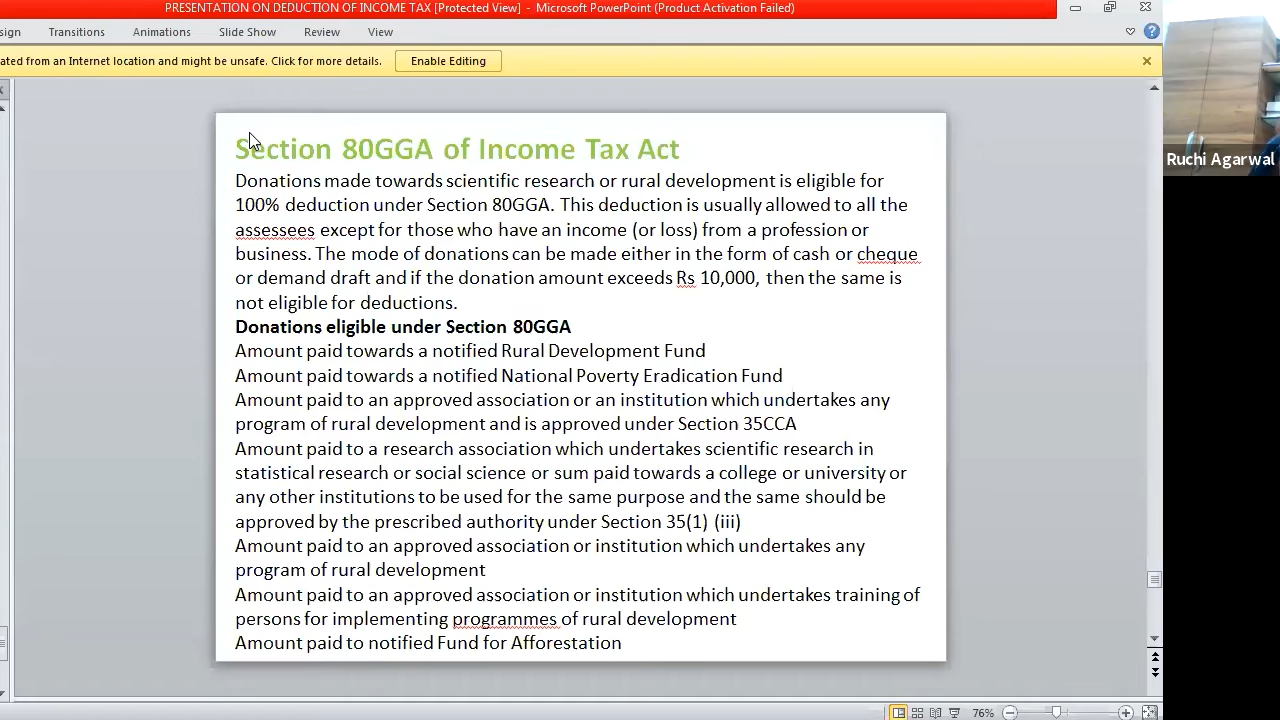 PRESENTATION ON DEDUCTION OF INCOME TAX [Protected View] - Microsoft PowerPoint (Product Activation Failed)
sign Transitions Animations Slide Show Review View
ated from an Internet location and might be unsafe. Click for more details. Enable Editing
Section 80GGA of Income Tax Act
Donations made towards scientific research or rural development is eligible for
100% deduction under Section 80GGA. This deduction is usually allowed to all the
assessees except for those who have an income (or loss) from a profession or
business. The mode of donations can be made either in the form of cash or cheque
or demand draft and if the donation amount exceeds Rs 10,000, then the same is
not eligible for deductions.
Donations eligible under Section 80GGA
Amount paid towards a notified Rural Development Fund
Amount paid towards a notified National Poverty Eradication Fund
Amount paid to an approved association or an institution which undertakes any
program of rural development and is approved under Section 35CCA
Amount paid to a research association which undertakes scientific research in
statistical research or social science or sum paid towards a college or university or
any other institutions to be used for the same purpose and the same should be
approved by the prescribed authority under Section 35(1) (iii)
Amount paid to an approved association or institution which undertakes any
program of rural development
Amount paid to an approved association or institution which undertakes training of
persons for implementing programmes of rural development
Amount paid to notified Fund for Afforestation
76%
Ruchi Agarwal